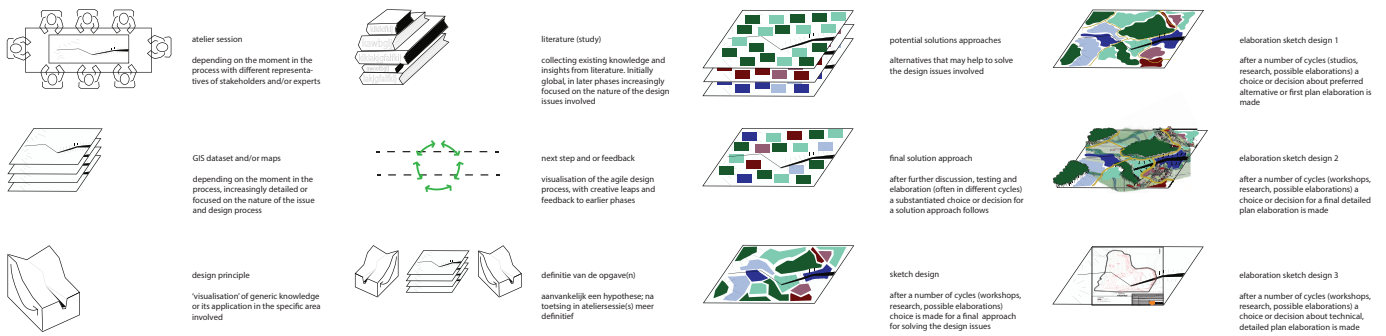 atelier session
depending on the moment in the
process with different representa-
tives of stakeholders and/or experts
GIS dataset and/or maps
depending on the moment in the
process, increasingly detailed or
focused on the nature of the issue
and design process
design principle
‘visualisation’ of generic knowledge
or its application in the specific area
involved
literature (study)
collecting existing knowledge and
insights from literature. Initially
global, in later phases increasingly
focused on the nature of the design
issues involved
next step and or feedback
visualisation of the agile design
process, with creative leaps and
feedback to earlier phases
definitie van de opgave(n)
aanvankelijk een hypothese; na
toetsing in ateliersessie(s) meer
definitief
potential solutions approaches
alternatives that may help to solve
the design issues involved
final solution approach
after further discussion, testing and
elaboration (often in different cycles)
a substantiated choice or decision for
a solution approach follows
sketch design
after a number of cycles (workshops,
research, possible elaborations)
choice is made for a final  approach
for solving the design issues
elaboration sketch design 1
after a number of cycles (studios,
research, possible elaborations) a
choice or decision about preferred
alternative or first plan elaboration is
made
elaboration sketch design 2
after a number of cycles (workshops,
research, possible elaborations) a
choice or decision for a final detailed
plan elaboration is made
elaboration sketch design 3
after a number of cycles (workshops,
research, possible elaborations) a
choice or decision about technical,
detailed plan elaboration is made